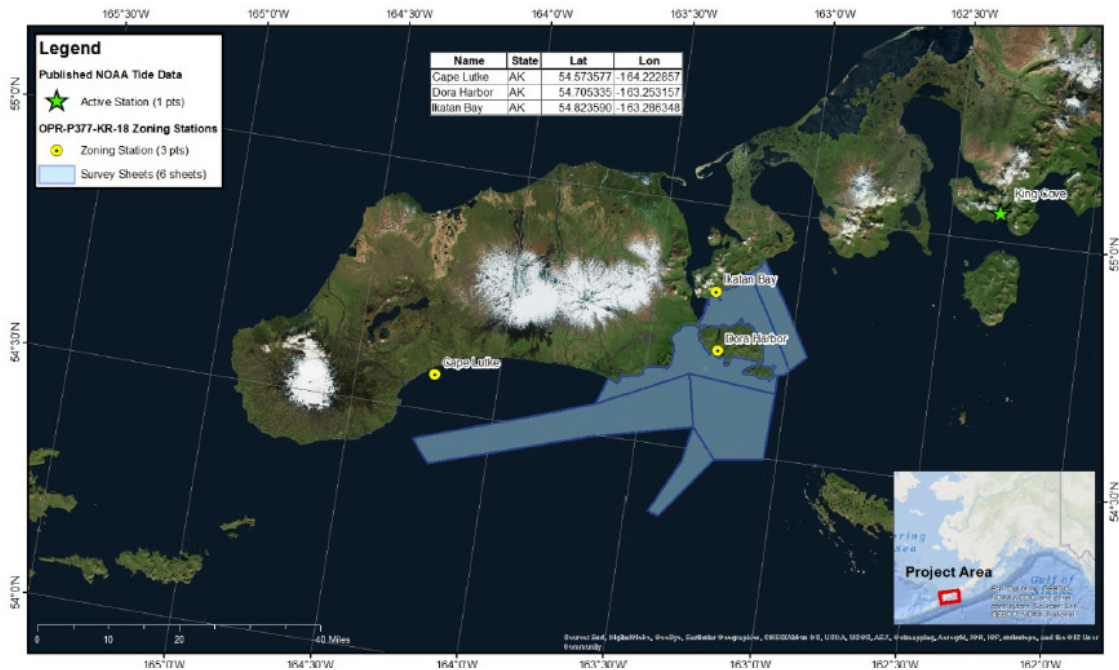 165°30'W 165°0'W 164°30'W 164°0'W 163°30'W 163°0'W 162°30'W
Legend
Published NOAA Tide Data
Active Station (1 pts)
OPR-P377-KR-18 Zoning Stations
Zoning Station (3 pts)
Survey Sheets (6 sheets)
Name State Lat Lon
Cape Lutke AK 54.573577 -164.222857
Dora Harbor AK 54.705335 -163.253157
Ikatan Bay AK 54.823590 -163.286348
55°0'N
King Cove
55°0'N
Ikatan Bay
54°30'N
Dora Harbor
Cape Lutke
54°30'N
54°0'N
Project Area
Gulf of
0 10 20 40 Miles
165°0'W 164°30'W 164°0'W 163°30'W 163°0'W 162°30'W 162°0'W